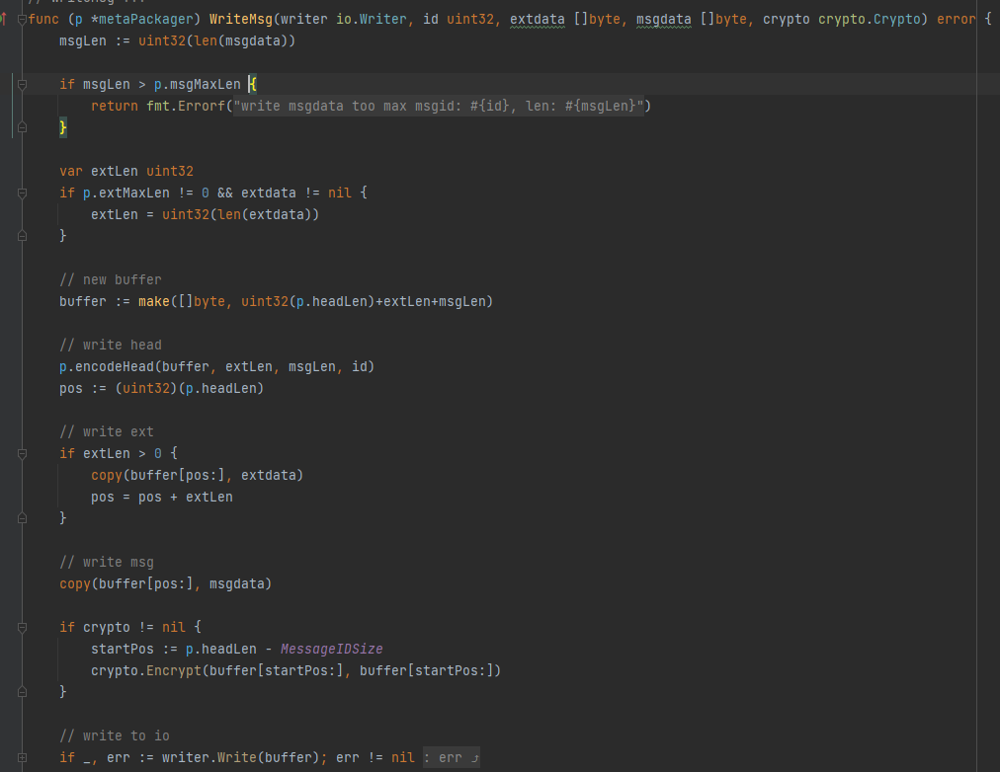 func (p *metaPackager) WriteMsg(writer io.Writer, id uint32, extdata []byte, msgdata []byte, crypto crypto.Crypto) error {
    msgLen := uint32(len(msgdata))
    if msgLen > p.msgMaxLen {
        return fmt.Errorf("write msgdata too max msgid: #{id}, len: #{msgLen}")
    }
    var extLen uint32
    if p.extMaxLen != 0 && extdata != nil {
        extLen = uint32(len(extdata))
    }
    // new buffer
    buffer := make([]byte, uint32(p.headLen)+extLen+msgLen)
    // write head
    p.encodeHead(buffer, extLen, msgLen, id)
    pos := (uint32)(p.headLen)
    // write ext
    if extLen > 0 {
        copy(buffer[pos:], extdata)
        pos = pos + extLen
    }
    // write msg
    copy(buffer[pos:], msgdata)
    if crypto != nil {
        startPos := p.headLen - MessageIDSize
        crypto.Encrypt(buffer[startPos:], buffer[startPos:])
    }
    // write to io
    if _, err := writer.Write(buffer); err != nil : err ⤴